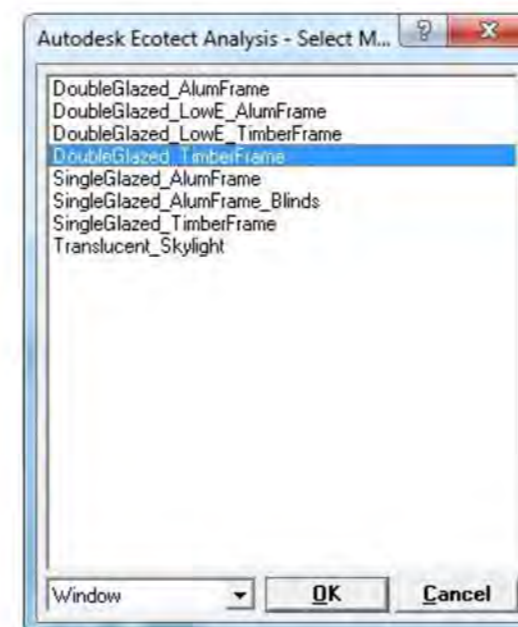 Autodesk Ecotect Analysis - Select M...
DoubleGlazed_AlumFrame
DoubleGlazed_LowE_AlumFrame
DoubleGlazed_LowE_TimberFrame
DoubleGlazed_TimberFrame
SingleGlazed_AlumFrame
SingleGlazed_AlumFrame_Blinds
SingleGlazed_TimberFrame
Translucent_Skylight
Window OK Cancel